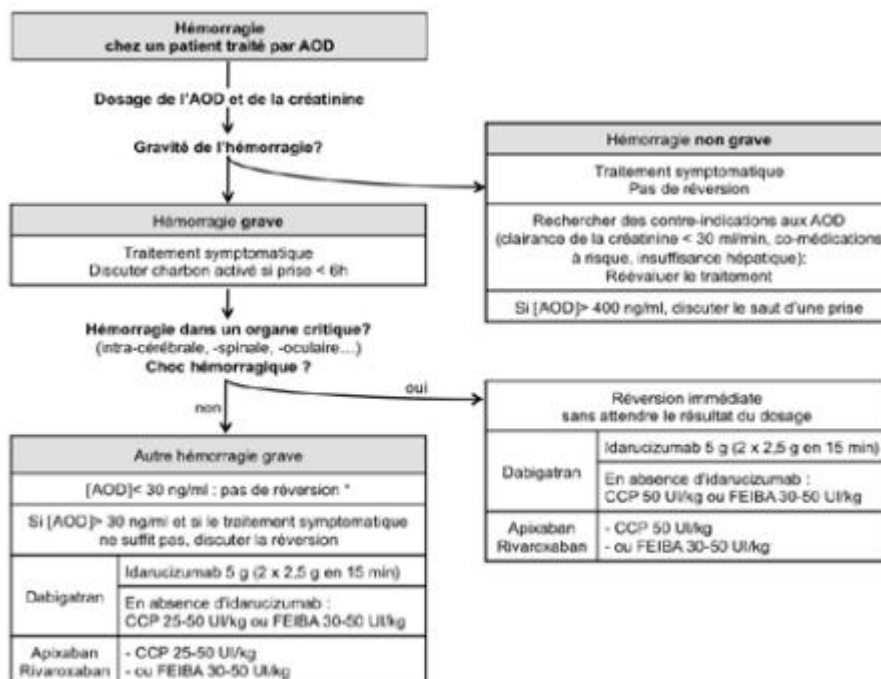 Hémorragie
chez un patient traité par AOD
Dosage de l'AOD et de la créatinine
Gravité de l'hémorragie?
Hémorragie non grave
Traitement symptomatique
Pas de réversion
Rechercher des contre-indications aux AOD
(clairance de la créatinine < 30 ml/min, co-médications
à risque, insuffisance hépatique):
Réévaluer le traitement
Si [AOD]> 400 ng/ml, discuter le saut d'une prise
Hémorragie grave
Traitement symptomatique
Discuter charbon activé si prise < 6h
Hémorragie dans un organe critique?
(intra-cérébrale, -spinale, -oculaire...)
Choc hémorragique ?
oui
non
Réversion immédiate
sans attendre le résultat du dosage
Dabigatran
Idarucizumab 5 g (2 x 2,5 g en 15 min)
En absence d'idarucizumab :
CCP 50 UI/kg ou FEIBA 30-50 UI/kg
Apixaban
Rivaroxaban
- CCP 50 UI/kg
- ou FEIBA 30-50 UI/kg
Autre hémorragie grave
[AOD]< 30 ng/ml : pas de réversion *
Si [AOD]> 30 ng/ml et si le traitement symptomatique
ne suffit pas, discuter la réversion
Dabigatran
Idarucizumab 5 g (2 x 2,5 g en 15 min)
En absence d'idarucizumab :
CCP 25-50 UI/kg ou FEIBA 30-50 UI/kg
Apixaban
Rivaroxaban
- CCP 25-50 UI/kg
- ou FEIBA 30-50 UI/kg